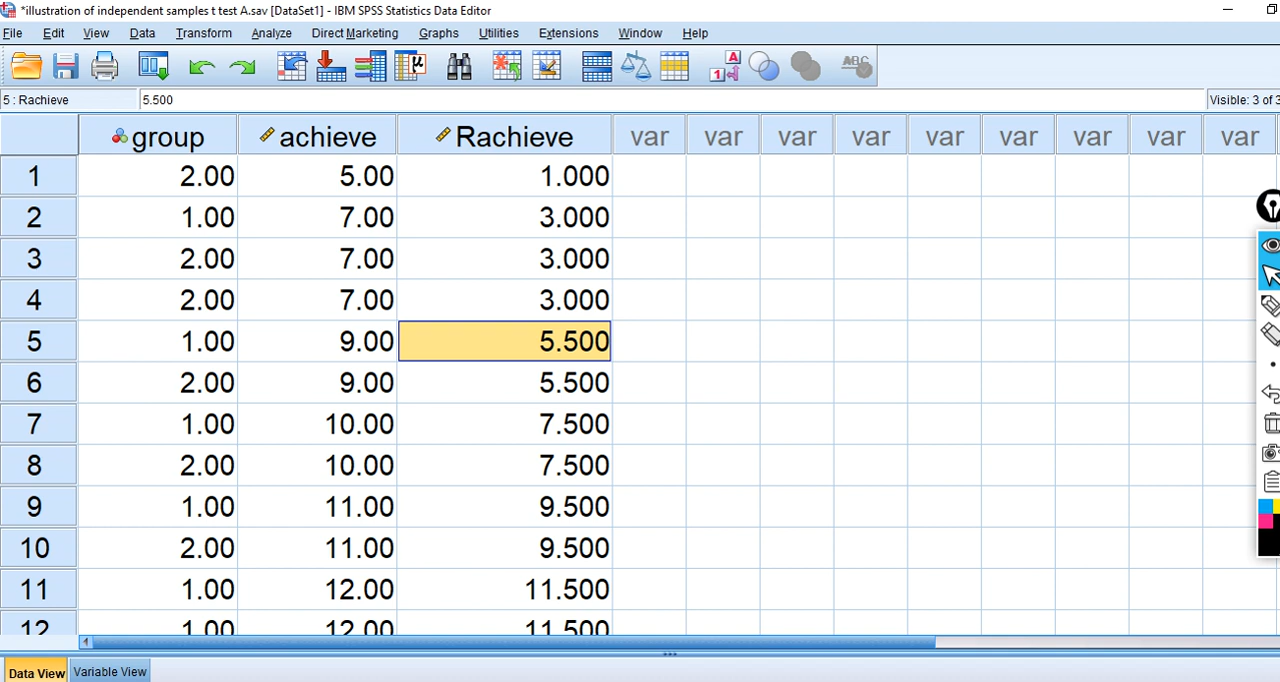 *illustration of independent samples t test A.sav [DataSet1] - IBM SPSS Statistics Data Editor
File Edit View Data Transform Analyze Direct Marketing Graphs Utilities Extensions Window Help
A 1 ABC
5 : Rachieve 5.500 Visible: 3 of 3
group achieve Rachieve var var var var var var var var var
1 2.00 5.00 1.000
2 1.00 7.00 3.000
3 2.00 7.00 3.000
4 2.00 7.00 3.000
5 1.00 9.00 5.500
6 2.00 9.00 5.500
7 1.00 10.00 7.500
8 2.00 10.00 7.500
9 1.00 11.00 9.500
10 2.00 11.00 9.500
11 1.00 12.00 11.500
12 1.00 12.00 11.500
Data View Variable View